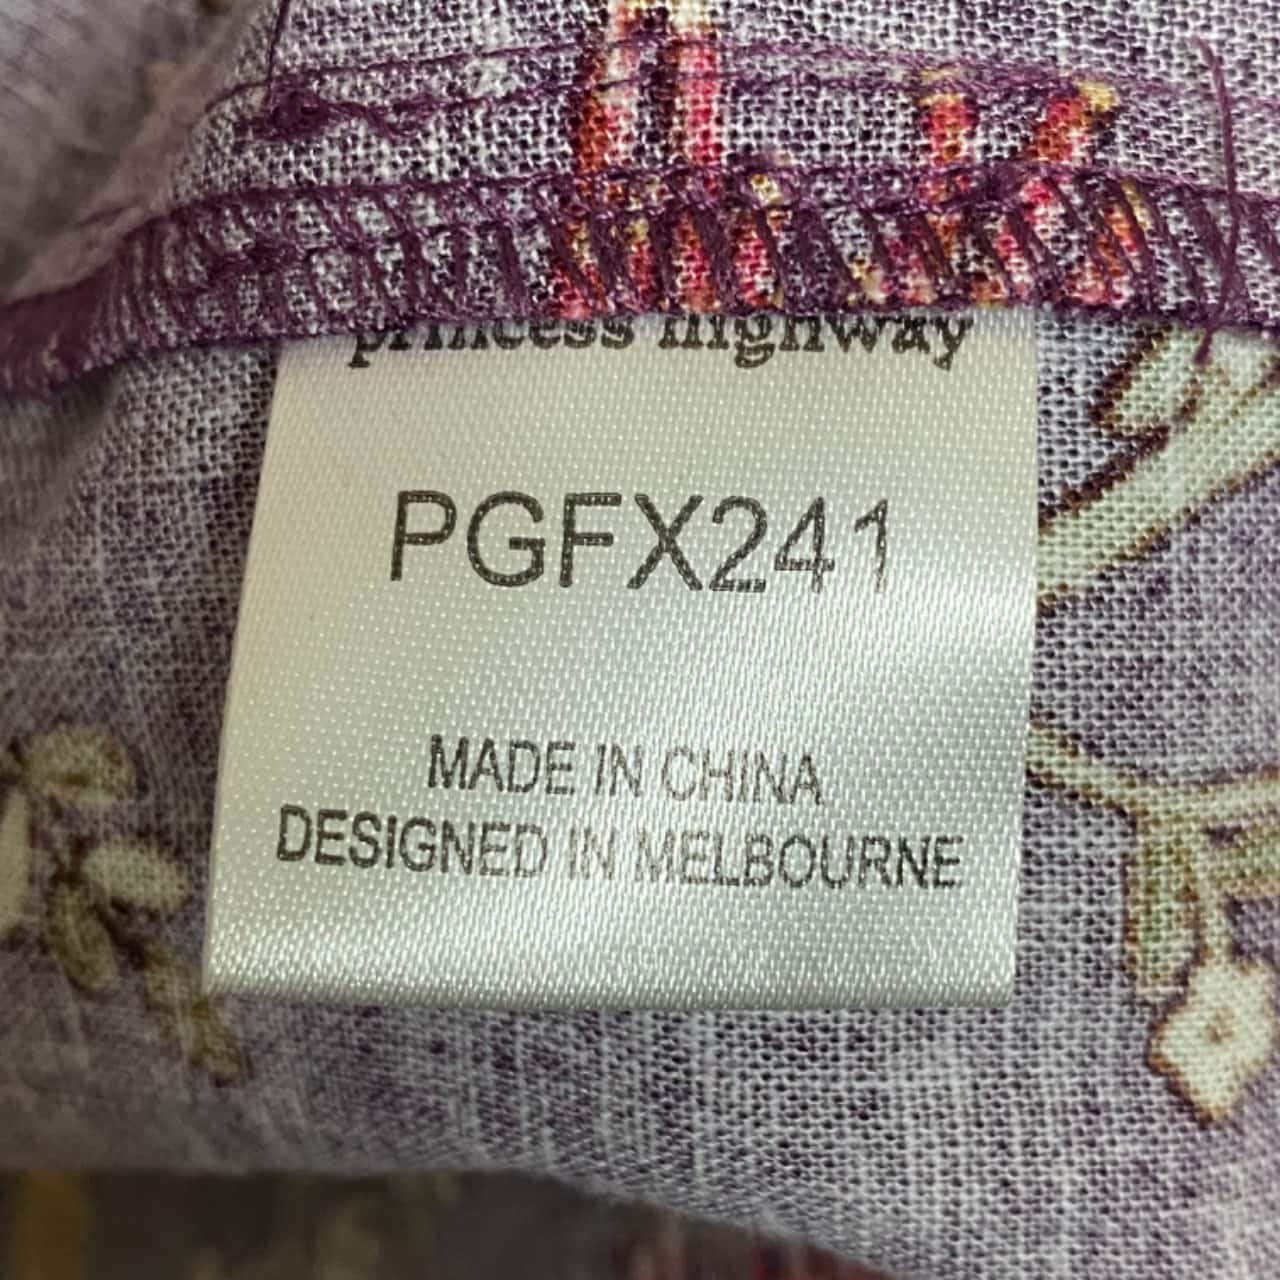 princess highway
PGFX241
MADE IN CHINA
DESIGNED IN MELBOURNE